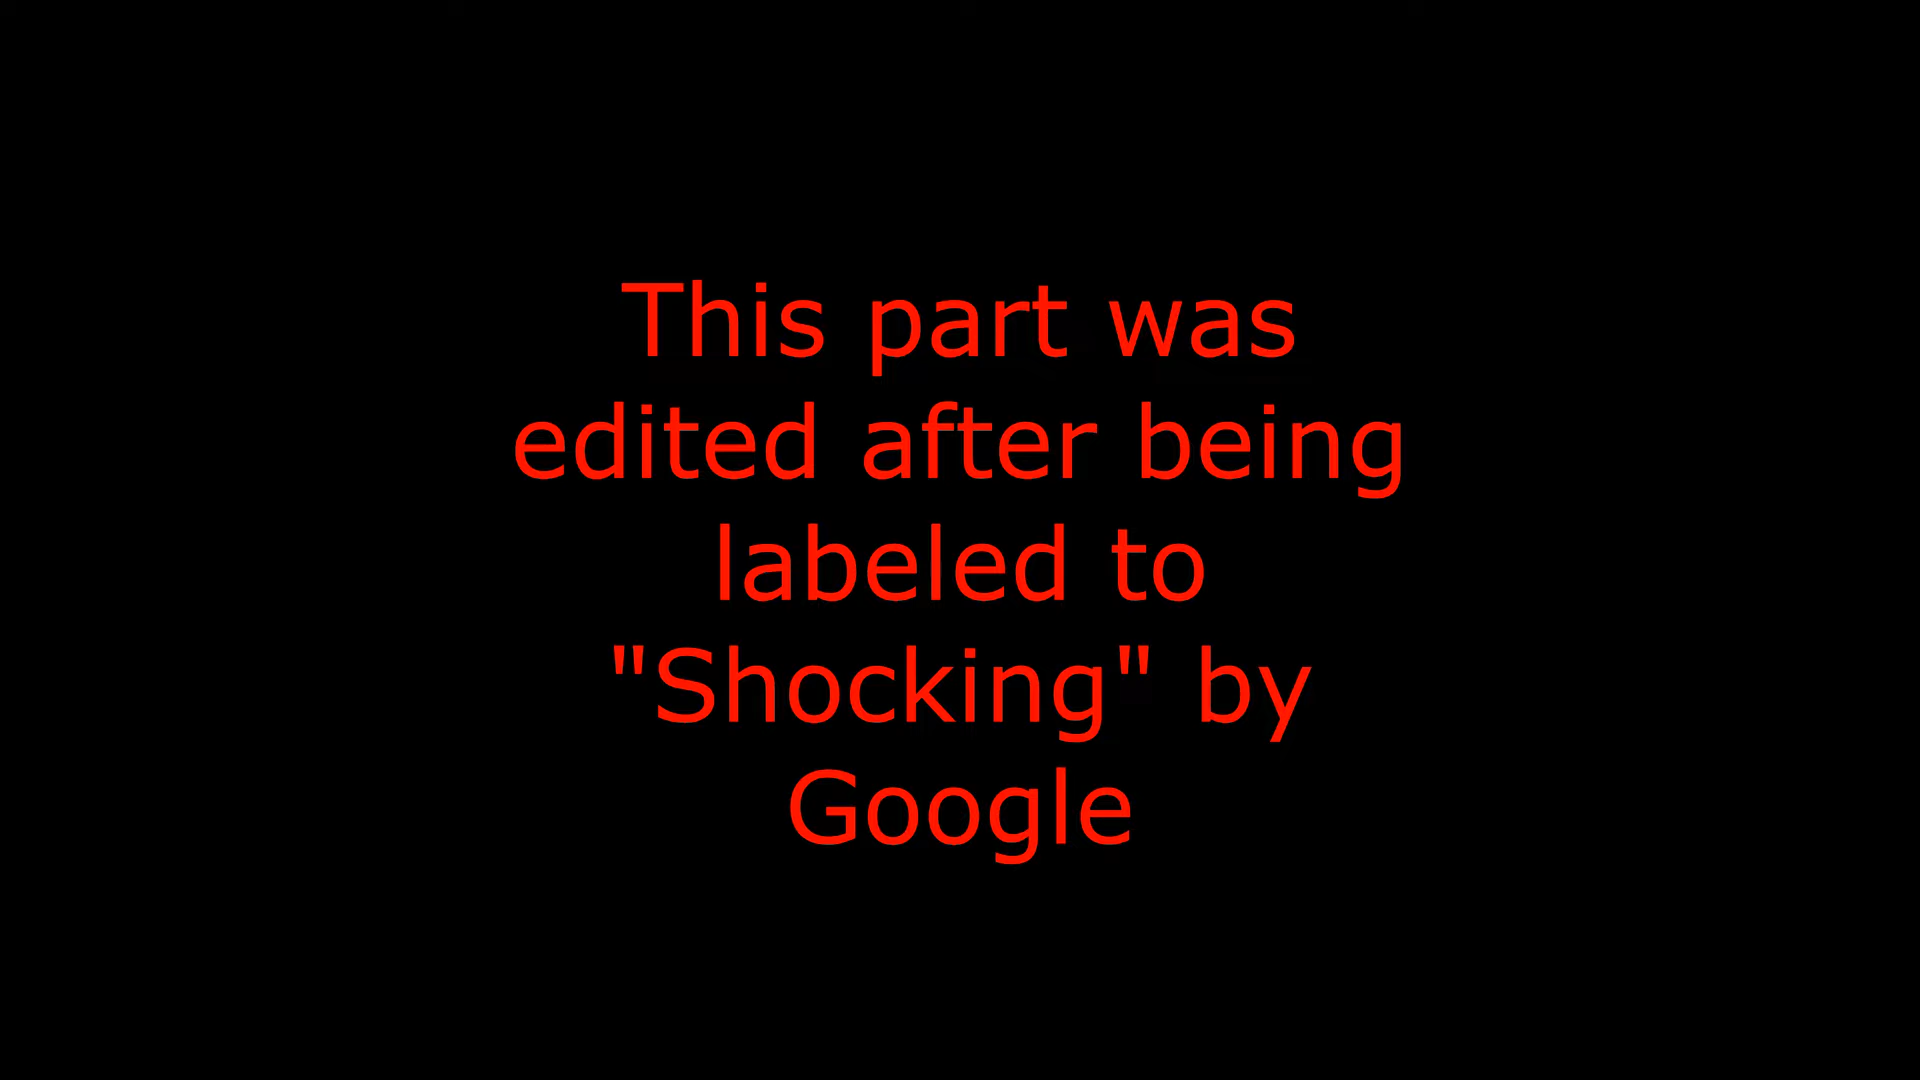 This part was
edited after being
labeled to
"Shocking" by
Google